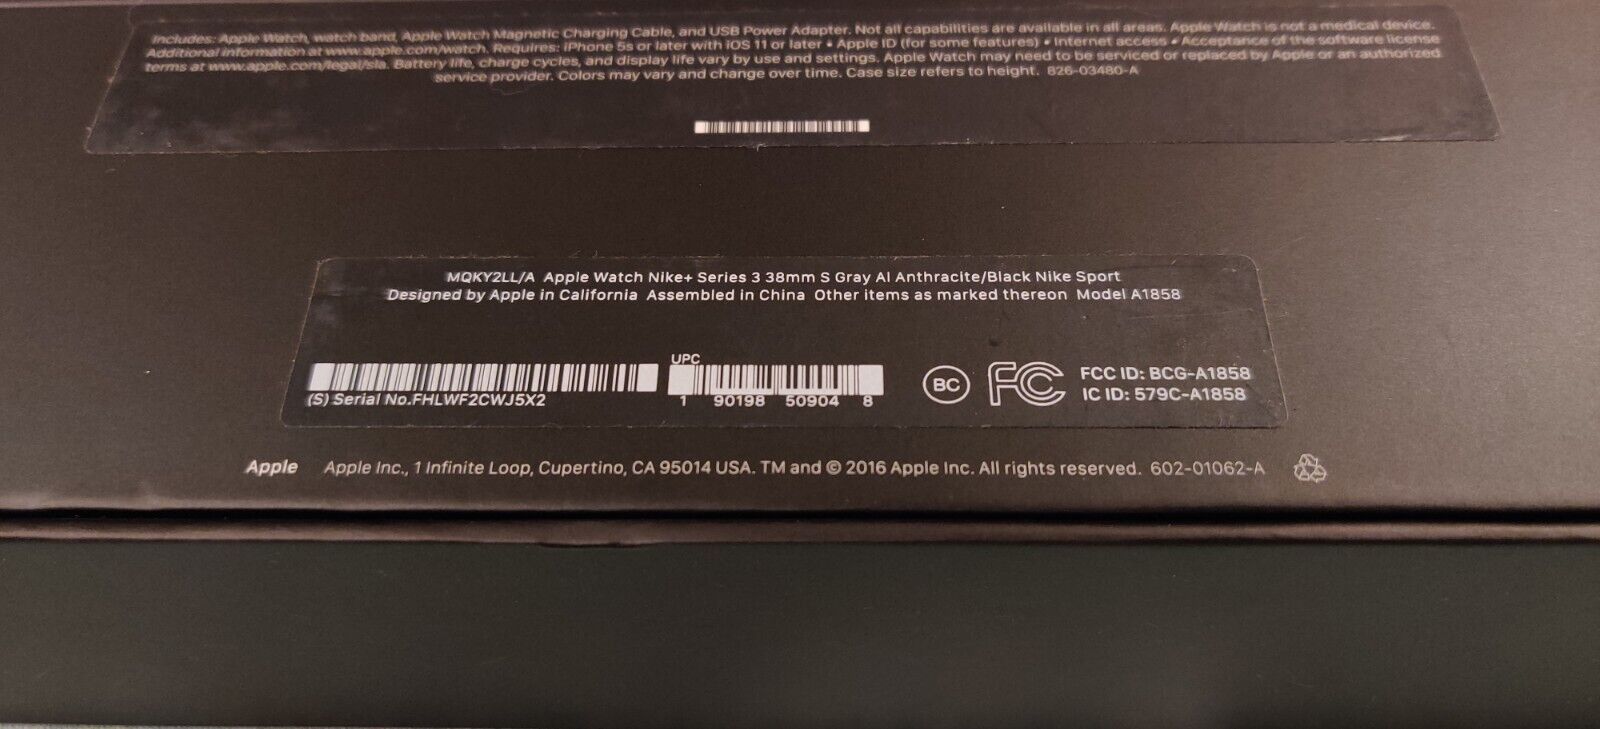 Includes: Apple Watch, watch band, Apple Watch Magnetic Charging Cable, and USB Power Adapter. Not all capabilities are available in all areas. Apple Watch is not a medical device.
Additional information at www.apple.com/watch. Requires: iPhone 5s or later with iOS 11 or later • Apple ID (for some features) • Internet access • Acceptance of the software license
terms at www.apple.com/legal/sla. Battery life, charge cycles, and display life vary by use and settings. Apple Watch may need to be serviced or replaced by Apple or an authorized
service provider. Colors may vary and change over time. Case size refers to height. 826-03480-A
MQKY2LL/A Apple Watch Nike+ Series 3 38mm S Gray Al Anthracite/Black Nike Sport
Designed by Apple in California Assembled in China Other items as marked thereon Model A1858
UPC
(S) Serial No.FHLWF2CWJ5X2
1 90198 50904 8
BC
FC
FCC ID: BCG-A1858
IC ID: 579C-A1858
Apple Apple Inc., 1 Infinite Loop, Cupertino, CA 95014 USA. TM and © 2016 Apple Inc. All rights reserved. 602-01062-A